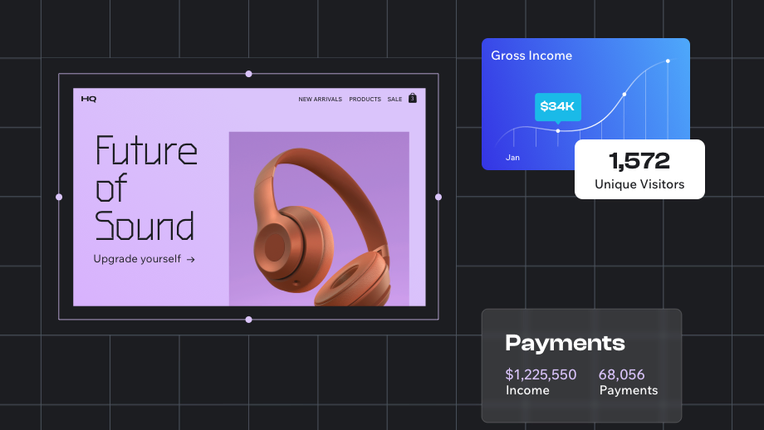 HQ
NEW ARRIVALS PRODUCTS SALE
Future
of
Sound
Upgrade yourself →
Gross Income
$34K
Jan
1,572
Unique Visitors
Payments
$1,225,550 68,056
Income Payments